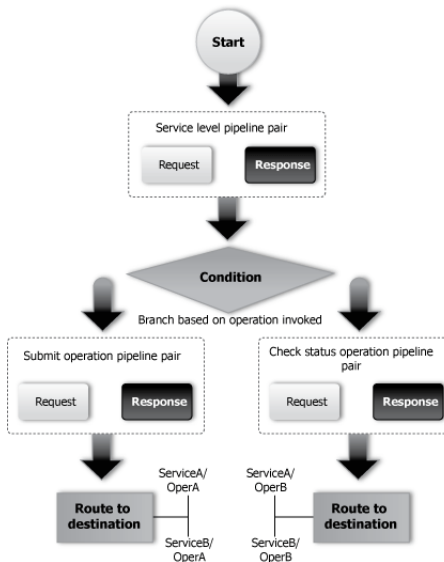 Start
Service level pipeline pair
Request
Response
Condition
Branch based on operation invoked
Submit operation pipeline pair
Request
Response
Check status operation pipeline
pair
Request
Response
Route to
destination
ServiceA/
OperA
ServiceB/
OperA
ServiceA/
OperB
ServiceB/
OperB
Route to
destination